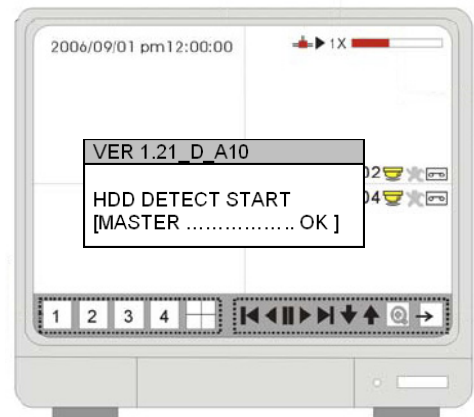 2006/09/01 pm12:00:00 1X
VER 1.21_D_A10
HDD DETECT START
[MASTER ................ OK ]
02
04
1 2 3 4